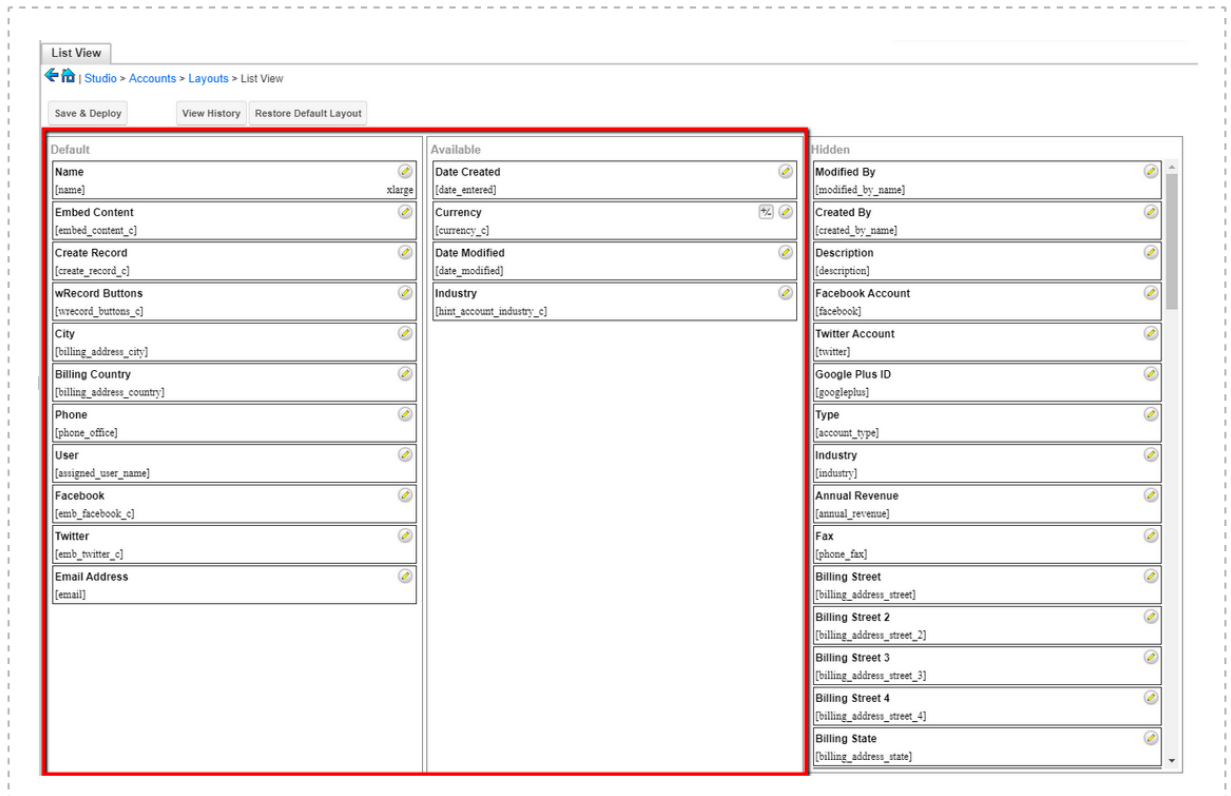 List View
| Studio > Accounts > Layouts > List View
Save & Deploy View History Restore Default Layout
Default
Name
[name] xlarge
Embed Content
[embed_content_c]
Create Record
[create_record_c]
wRecord Buttons
[wrecord_buttons_c]
City
[billing_address_city]
Billing Country
[billing_address_country]
Phone
[phone_office]
User
[assigned_user_name]
Facebook
[emb_facebook_c]
Twitter
[emb_twitter_c]
Email Address
[email]
Available
Date Created
[date_entered]
Currency
[currency_c]
Date Modified
[date_modified]
Industry
[hint_account_industry_c]
Hidden
Modified By
[modified_by_name]
Created By
[created_by_name]
Description
[description]
Facebook Account
[facebook]
Twitter Account
[twitter]
Google Plus ID
[googleplus]
Type
[account_type]
Industry
[industry]
Annual Revenue
[annual_revenue]
Fax
[phone_fax]
Billing Street
[billing_address_street]
Billing Street 2
[billing_address_street_2]
Billing Street 3
[billing_address_street_3]
Billing Street 4
[billing_address_street_4]
Billing State
[billing_address_state]